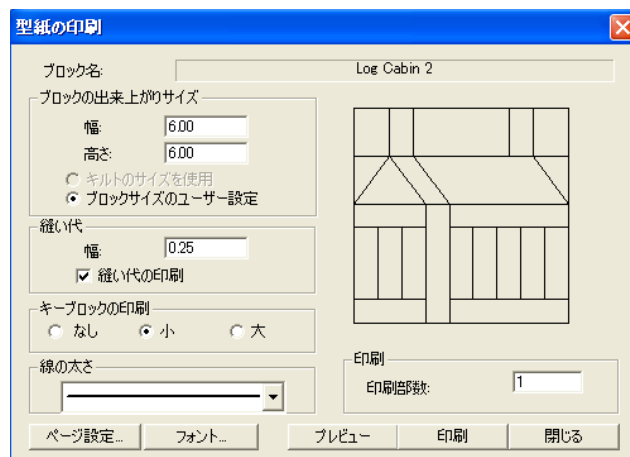 型紙の印刷
ブロック名: Log Cabin 2
ブロックの出来上がりサイズ
幅: 6.00
高さ: 6.00
キルトのサイズを使用
ブロックサイズのユーザー設定
縫い代
幅: 0.25
縫い代の印刷
キーブロックの印刷
なし 小 大
線の太さ
印刷
印刷部数: 1
ページ設定... フォント... プレビュー 印刷 閉じる